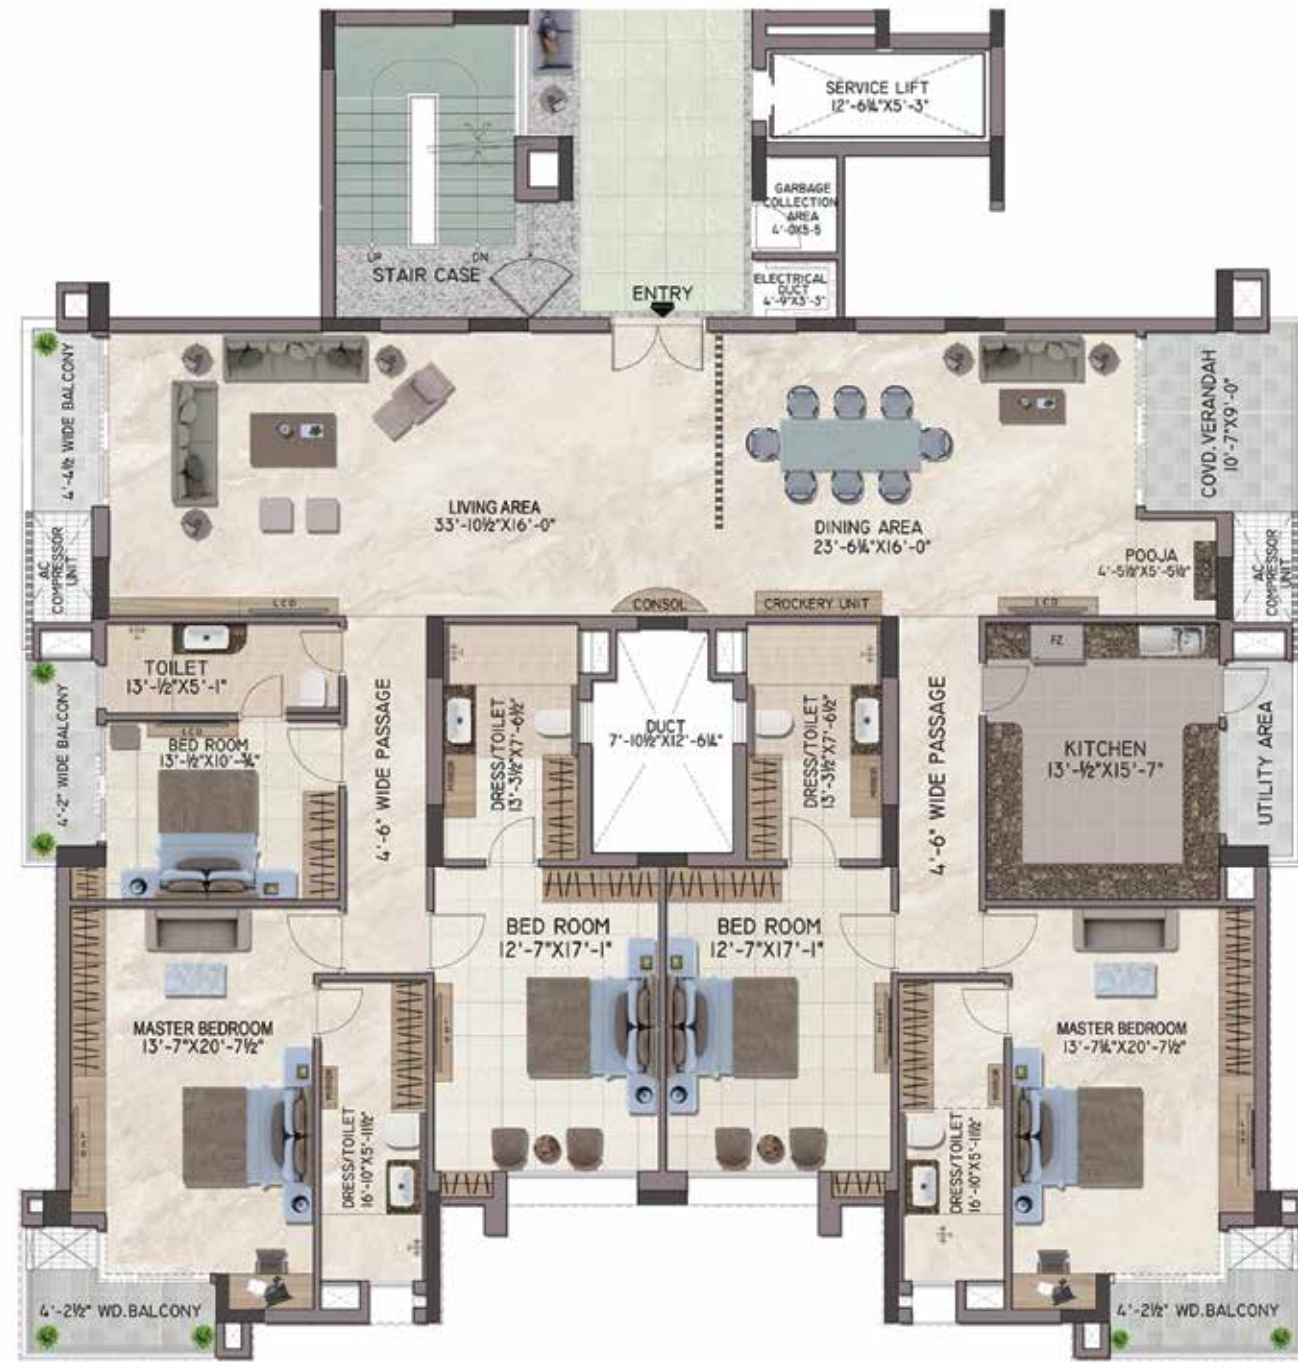 SERVICE LIFT
12'-6¼"X5'-3"
GARBAGE
COLLECTION
AREA
4'-0X5-5
UP
DN
STAIR CASE
ELECTRICAL
DUCT
4'-9"X3'-3"
ENTRY
4'-4½ WIDE BALCONY
COVD. VERANDAH
10'-7"X9'-0"
LIVING AREA
33'-10½"X16'-0"
DINING AREA
23'-6¼"X16'-0"
AC
COMPRESSOR
UNIT
POOJA
4'-5½"X5'-5½"
AC
COMPRESSOR
UNIT
LCD
CONSOL
CROCKERY UNIT
LCD
TOILET
13'-½"X5'-1"
FZ
4'-2" WIDE BALCONY
LCD
BED ROOM
13'-½"X10'-¾"
4'-6" WIDE PASSAGE
DRESS/TOILET
13'-3½"X7'-6½"
DUCT
7'-10½"X12'-6¼"
DRESS/TOILET
13'-3½"X7'-6½"
4'-6" WIDE PASSAGE
KITCHEN
13'-½"X15'-7"
UTILITY AREA
BED ROOM
12'-7"X17'-1"
BED ROOM
12'-7"X17'-1"
MASTER BEDROOM
13'-7"X20'-7½"
MASTER BEDROOM
13'-7¼"X20'-7½"
DRESS/TOILET
16'-10"X5'-11½"
DRESS/TOILET
16'-10"X5'-11½"
4'-2½" WD.BALCONY
4'-2½" WD.BALCONY